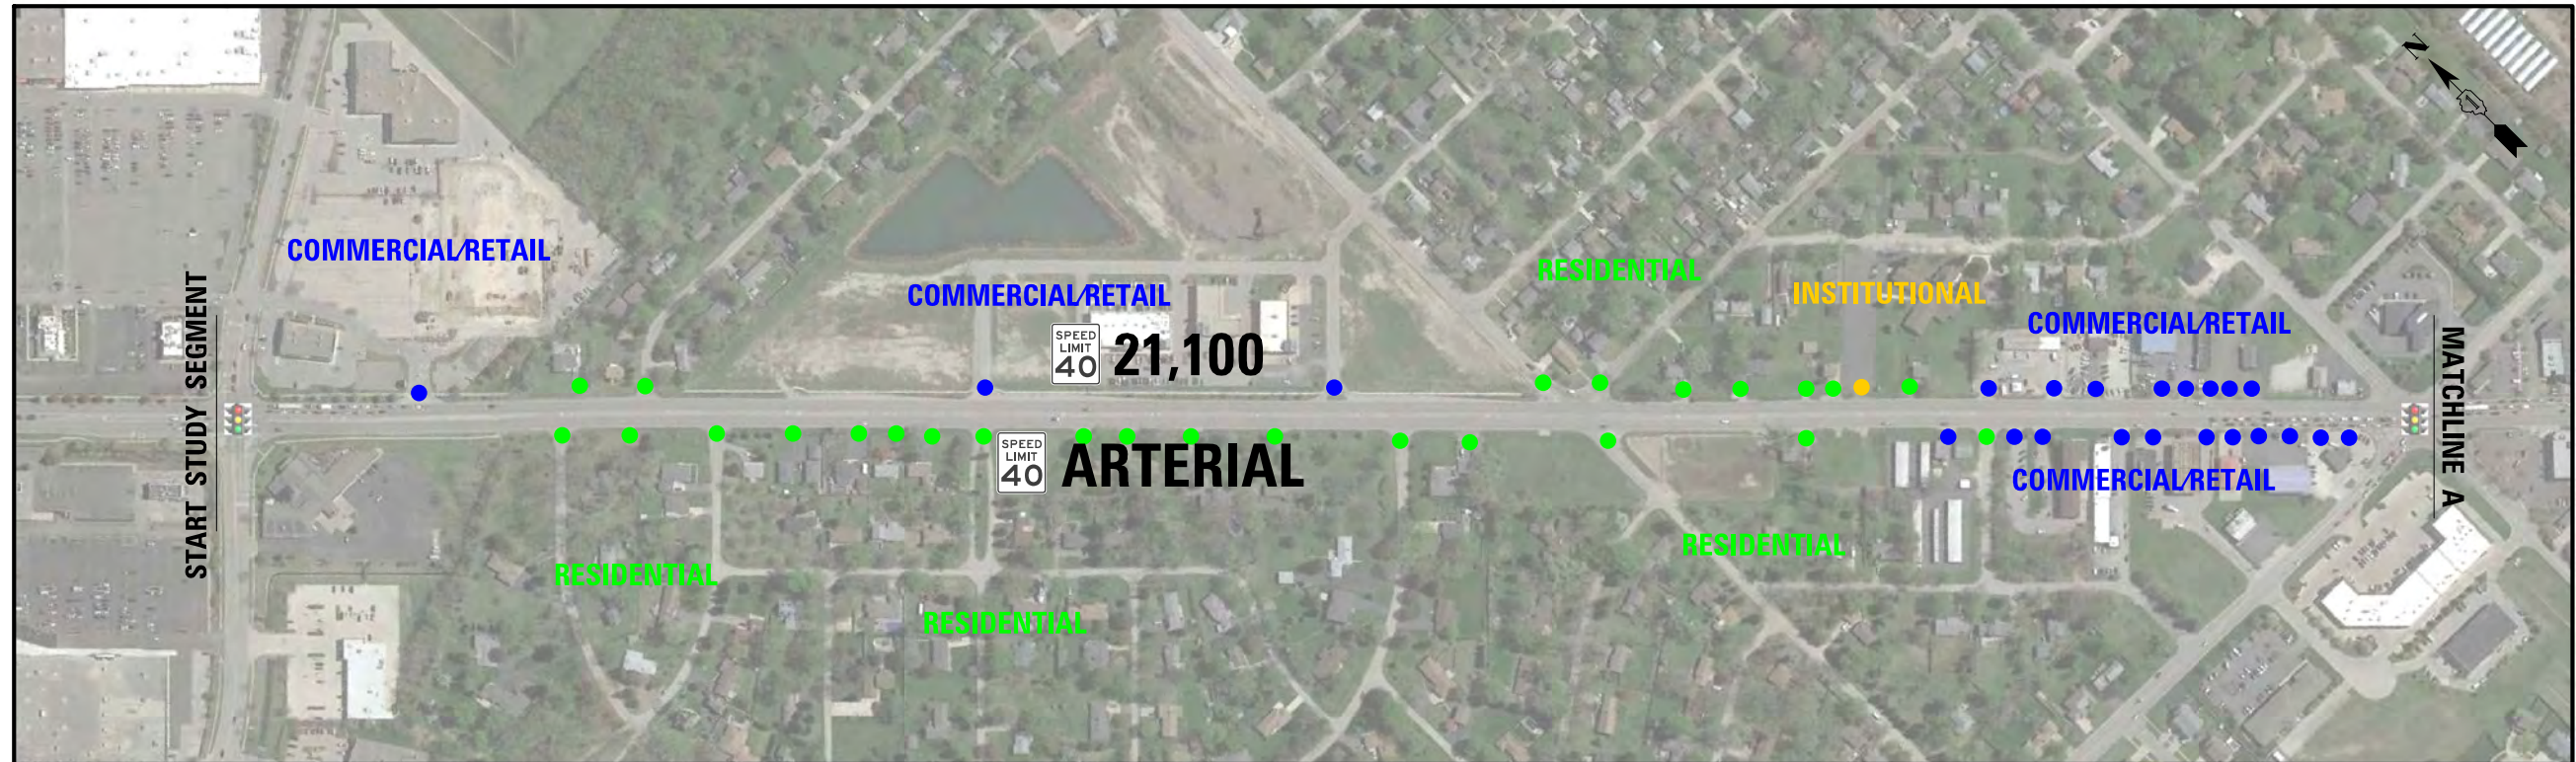 N
COMMERCIAL/RETAIL
COMMERCIAL/RETAIL
RESIDENTIAL
INSTITUTIONAL
COMMERCIAL/RETAIL
START STUDY SEGMENT
SPEED
LIMIT
40
21,100
MATCHLINE A
SPEED
LIMIT
40
ARTERIAL
COMMERCIAL/RETAIL
RESIDENTIAL
RESIDENTIAL
RESIDENTIAL